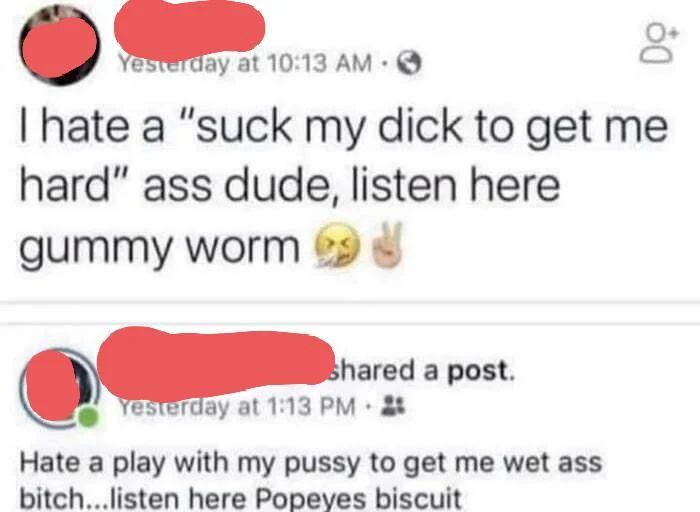 Yesterday at 10:13 AM ·
I hate a "suck my dick to get me
hard" ass dude, listen here
gummy worm 🤧✌🏼
shared a post.
Yesterday at 1:13 PM ·
Hate a play with my pussy to get me wet ass
bitch...listen here Popeyes biscuit